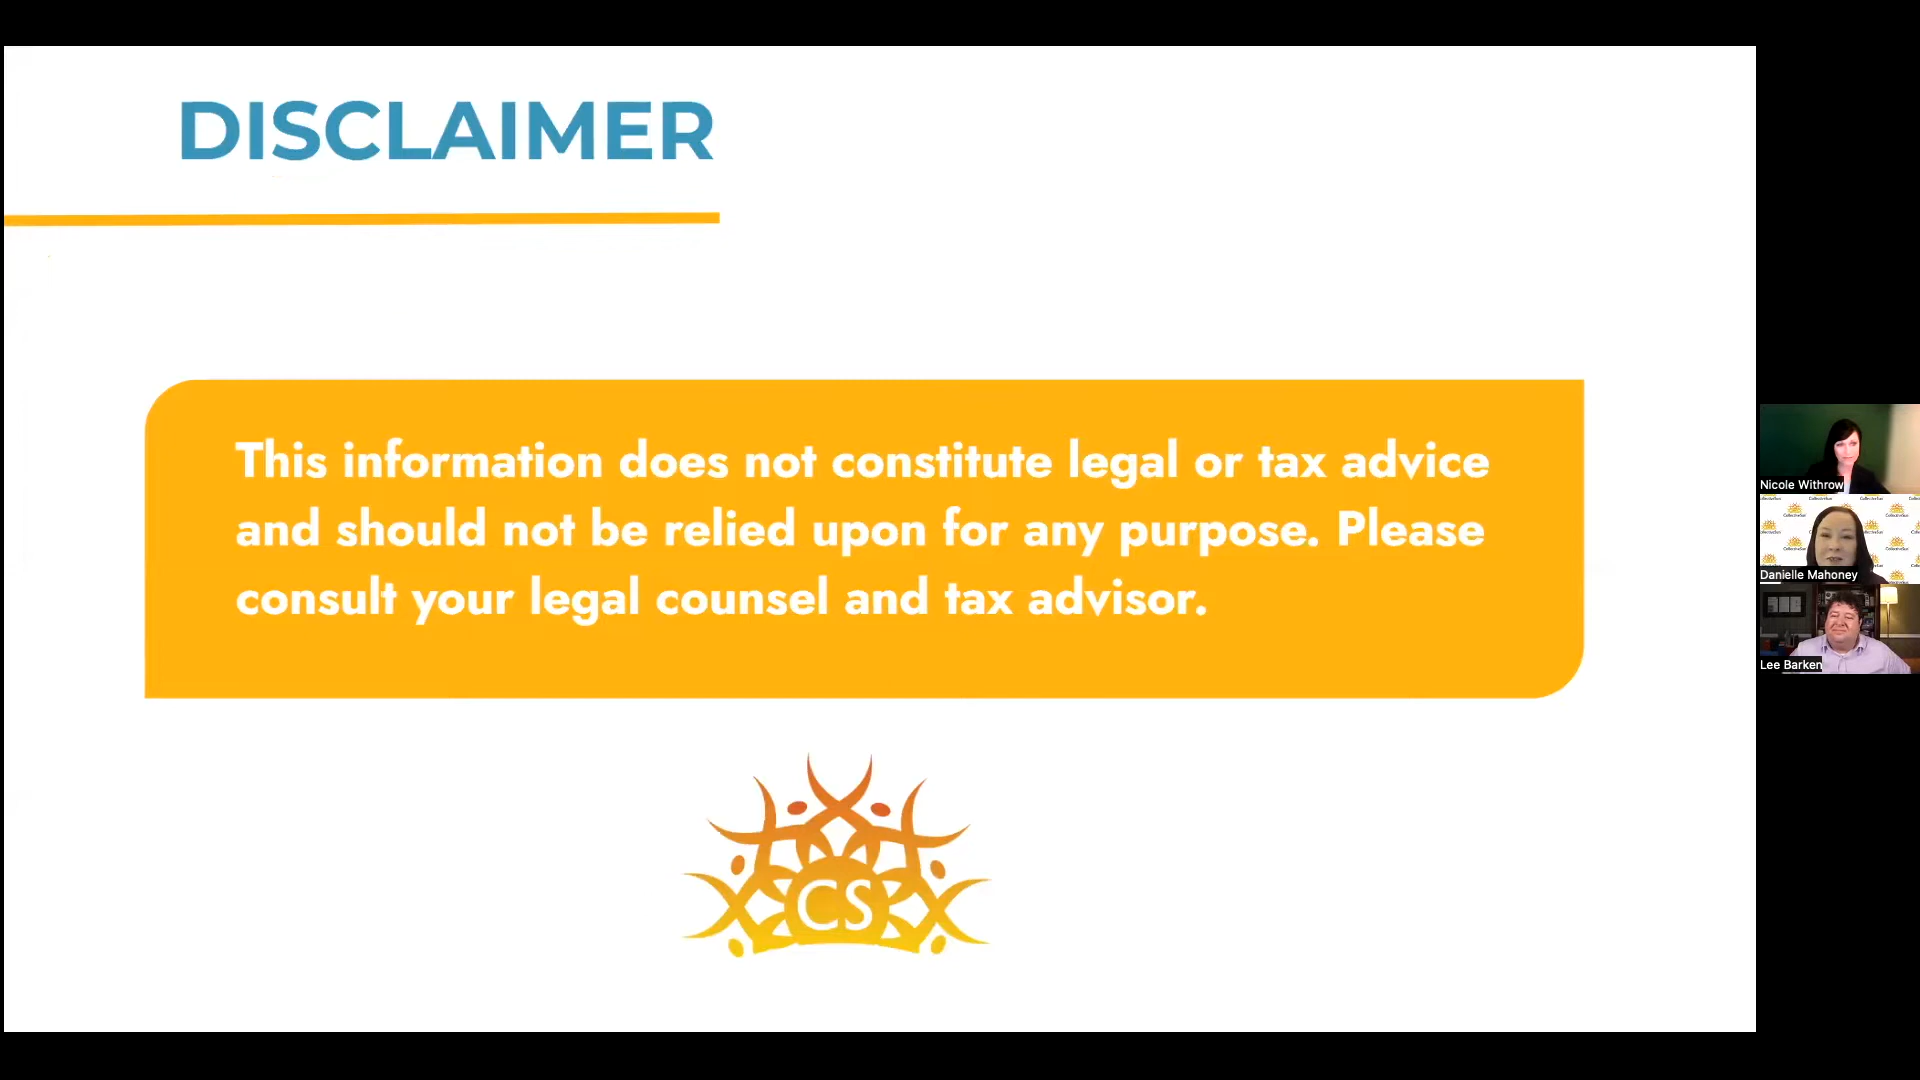 DISCLAIMER
This information does not constitute legal or tax advice
and should not be relied upon for any purpose. Please
consult your legal counsel and tax advisor.
CS
Nicole Withrow
Danielle Mahoney
Lee Barken